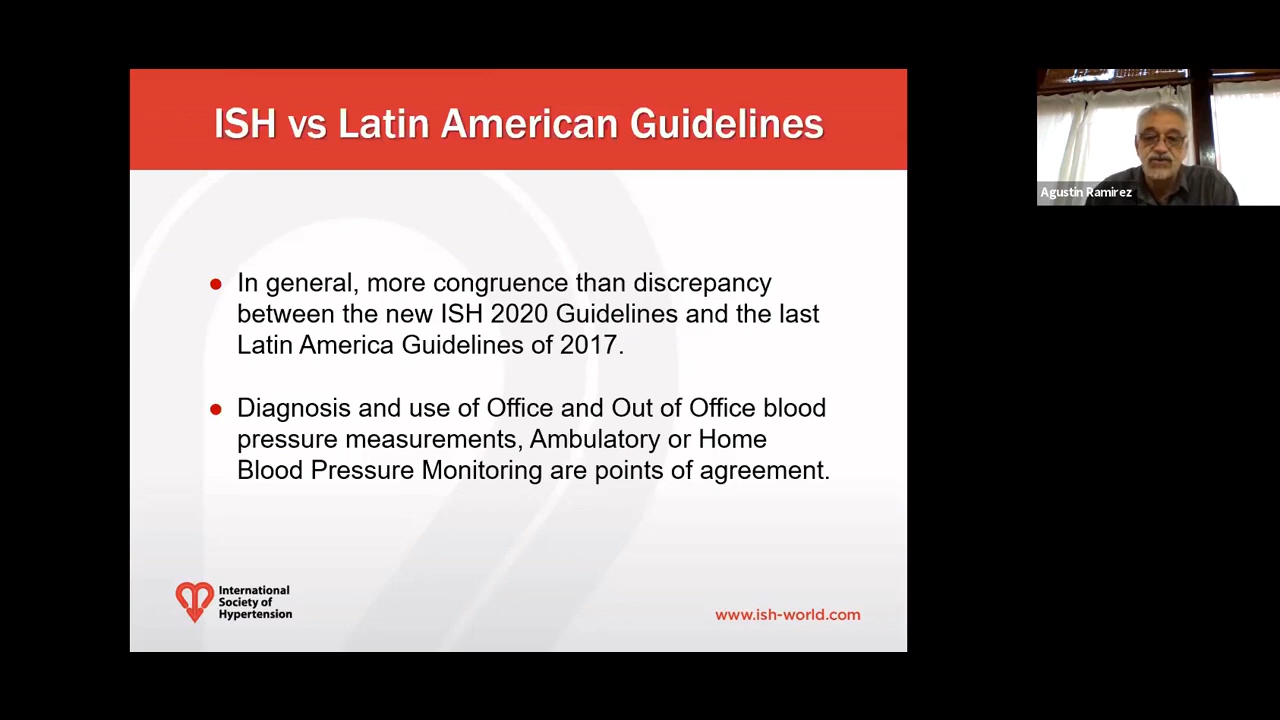 ISH vs Latin American Guidelines
Agustin Ramirez
● In general, more congruence than discrepancy
between the new ISH 2020 Guidelines and the last
Latin America Guidelines of 2017.
● Diagnosis and use of Office and Out of Office blood
pressure measurements, Ambulatory or Home
Blood Pressure Monitoring are points of agreement.
International
Society of
Hypertension
www.ish-world.com